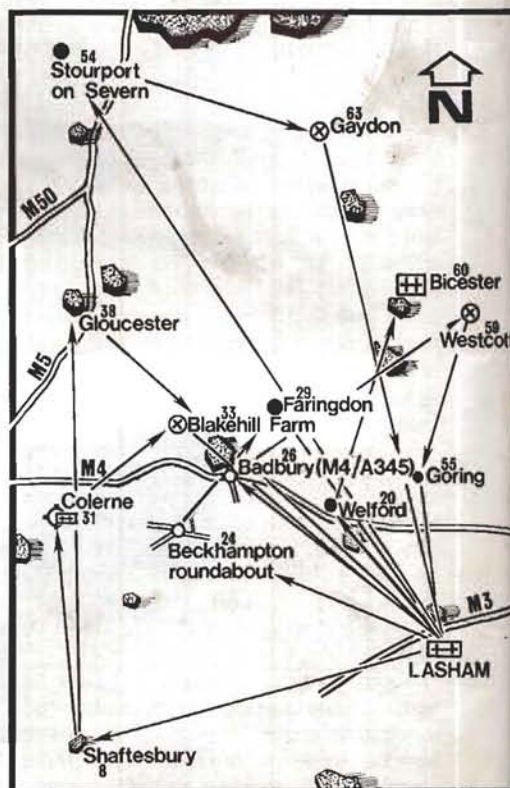 54
Stourport
on Severn
63
Gaydon
N
M50
60
Bicester
38
Gloucester
59
Westcott
M5
29
Faringdon
33
Blakehill Farm
26
M4
Badbury (M4/A345)
55
Goring
Colerne
31
20
Welford
24
Beckhampton
roundabout
M3
LASHAM
Shaftesbury
8